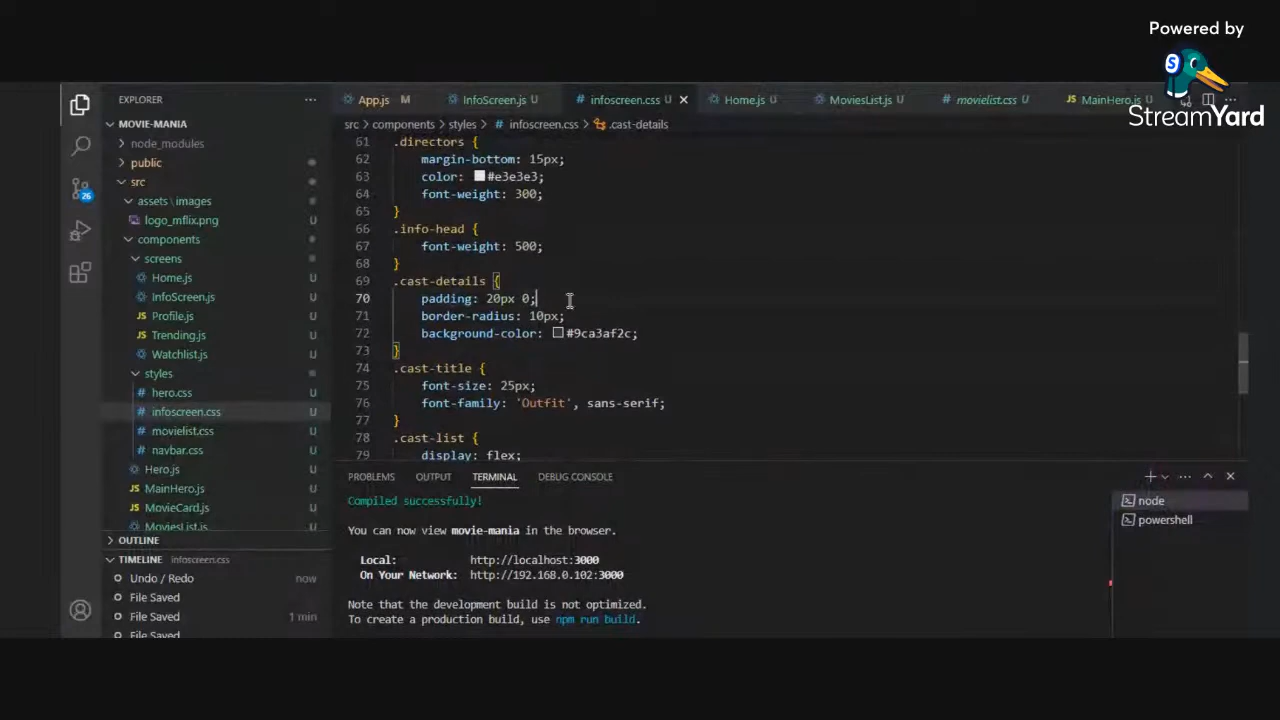 Powered by
StreamYard
EXPLORER
App.js M
InfoScreen.js U
infoscreen.css U
Home.js U
MoviesList.js U
movielist.css U
MainHero.js U
MOVIE-MANIA
src > components > styles > # infoscreen.css > .cast-details
node_modules
public
src
asset\images
logo_mflix.png U
components
screens
Home.js U
InfoScreen.js U
Profile.js U
Trending.js U
Watchlist.js U
styles
# hero.css U
# infoscreen.css U
# movielist.css U
# navbar.css U
Hero.js U
JS MainHero.js U
JS MovieCard.js U
JS MoviesList.js U
OUTLINE
TIMELINE infoscreen.css
Undo / Redo now
File Saved
File Saved 1 min
File Saved
26
61 .directors {
62 margin-bottom: 15px;
63 color: #e3e3e3;
64 font-weight: 300;
65 }
66 .info-head {
67 font-weight: 500;
68 }
69 .cast-details {
70 padding: 20px 0;
71 border-radius: 10px;
72 background-color: #9ca3af2c;
73 }
74 .cast-title {
75 font-size: 25px;
76 font-family: 'Outfit', sans-serif;
77 }
78 .cast-list {
79 display: flex;
PROBLEMS OUTPUT TERMINAL DEBUG CONSOLE
Compiled successfully!
You can now view movie-mania in the browser.
Local: http://localhost:3000
On Your Network: http://192.168.0.102:3000
Note that the development build is not optimized.
To create a production build, use npm run build.
node
powershell